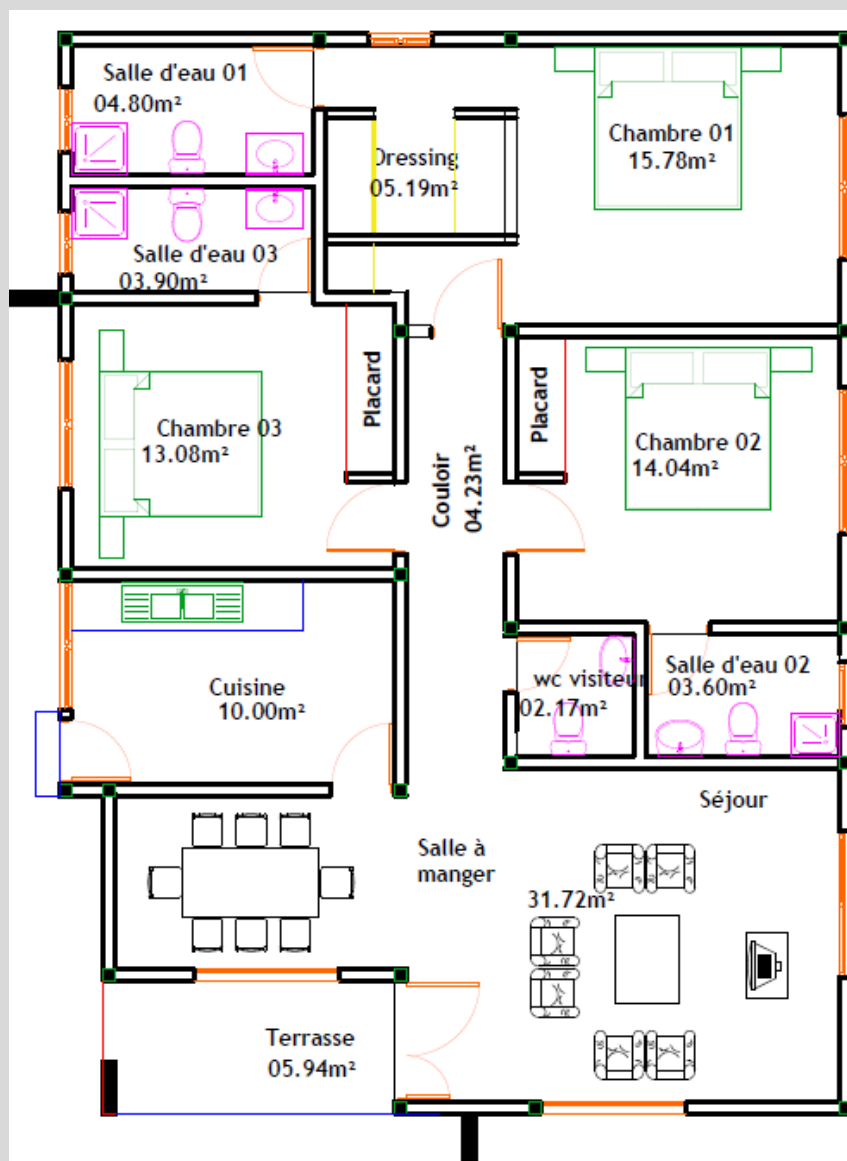 Salle d'eau 01
04.80m²
Dressing
05.19m²
Chambre 01
15.78m²
Salle d'eau 03
03.90m²
Chambre 03
13.08m²
Placard
Couloir
04.23m²
Placard
Chambre 02
14.04m²
Cuisine
10.00m²
wc visiteur
02.17m²
Salle d'eau 02
03.60m²
Séjour
Salle à
manger
31.72m²
Terrasse
05.94m²